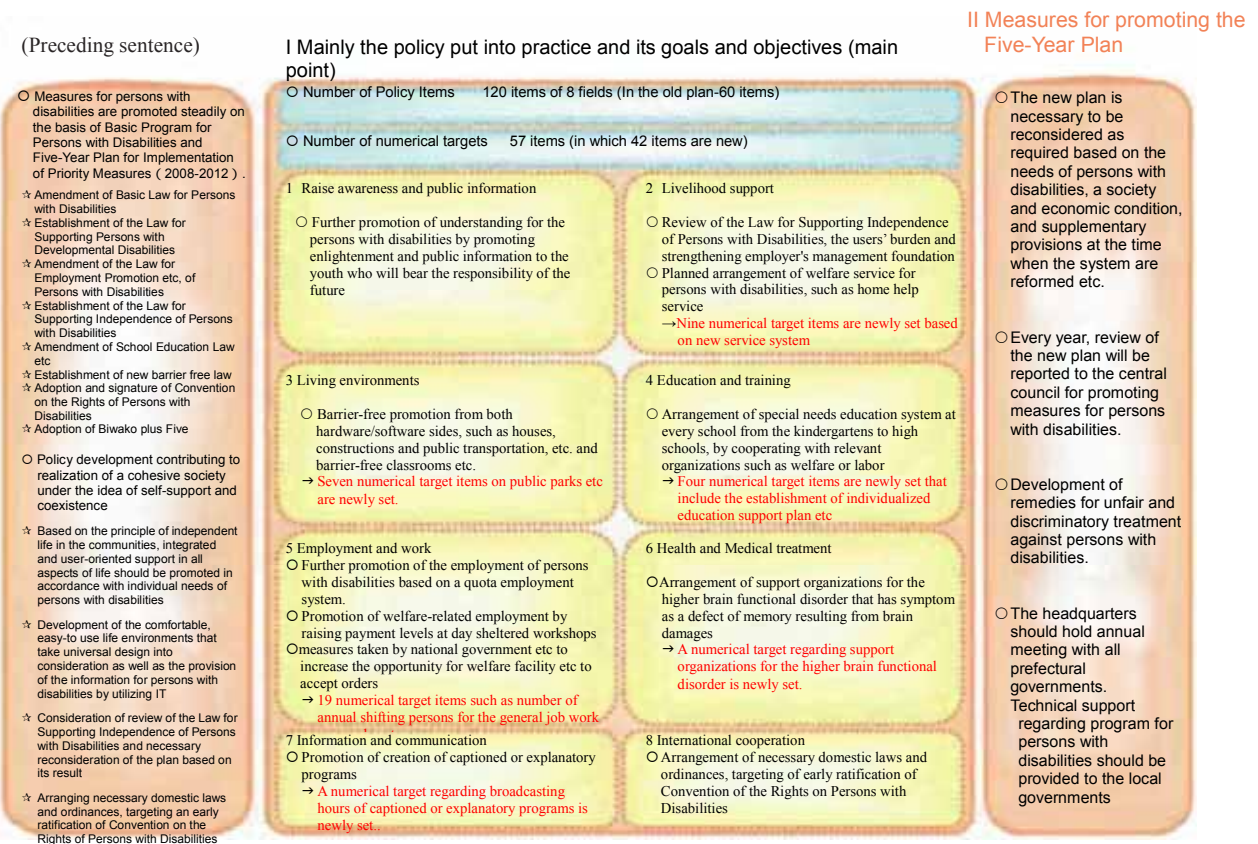 (Preceding sentence)
○ Measures for persons with
disabilities are promoted steadily on
the basis of Basic Program for
Persons with Disabilities and
Five-Year Plan for Implementation
of Priority Measures ( 2008-2012 ) .
☆ Amendment of Basic Law for Persons
with Disabilities
☆ Establishment of the Law for
Supporting Persons with
Developmental Disabilities
☆ Amendment of the Law for
Employment Promotion etc, of
Persons with Disabilities
☆ Establishment of the Law for
Supporting Independence of Persons
with Disabilities
☆ Amendment of School Education Law
etc
☆ Establishment of new barrier free law
☆ Adoption and signature of Convention
on the Rights of Persons with
Disabilities
☆ Adoption of Biwako plus Five
○ Policy development contributing to
realization of a cohesive society
under the idea of self-support and
coexistence
☆ Based on the principle of independent
life in the communities, integrated
and user-oriented support in all
aspects of life should be promoted in
accordance with individual needs of
persons with disabilities
☆ Development of the comfortable,
easy-to use life environments that
take universal design into
consideration as well as the provision
of the information for persons with
disabilities by utilizing IT
☆ Consideration of review of the Law for
Supporting Independence of Persons
with Disabilities and necessary
reconsideration of the plan based on
its result
☆ Arranging necessary domestic laws
and ordinances, targeting an early
ratification of Convention on the
Rights of Persons with Disabilities
I Mainly the policy put into practice and its goals and objectives (main
point)
○ Number of Policy Items 120 items of 8 fields (In the old plan-60 items)
○ Number of numerical targets 57 items (in which 42 items are new)
1 Raise awareness and public information
○ Further promotion of understanding for the
persons with disabilities by promoting
enlightenment and public information to the
youth who will bear the responsibility of the
future
2 Livelihood support
○ Review of the Law for Supporting Independence
of Persons with Disabilities, the users' burden and
strengthening employer's management foundation
○ Planned arrangement of welfare service for
persons with disabilities, such as home help
service
→Nine numerical target items are newly set based
on new service system
3 Living environments
○ Barrier-free promotion from both
hardware/software sides, such as houses,
constructions and public transportation, etc. and
barrier-free classrooms etc.
→ Seven numerical target items on public parks etc
are newly set.
4 Education and training
○ Arrangement of special needs education system at
every school from the kindergartens to high
schools, by cooperating with relevant
organizations such as welfare or labor
→ Four numerical target items are newly set that
include the establishment of individualized
education support plan etc
5 Employment and work
○ Further promotion of the employment of persons
with disabilities based on a quota employment
system.
○ Promotion of welfare-related employment by
raising payment levels at day sheltered workshops
○measures taken by national government etc to
increase the opportunity for welfare facility etc to
accept orders
→ 19 numerical target items such as number of
annual shifting persons for the general job work
6 Health and Medical treatment
○Arrangement of support organizations for the
higher brain functional disorder that has symptom
as a defect of memory resulting from brain
damages
→ A numerical target regarding support
organizations for the higher brain functional
disorder is newly set.
7 Information and communication
○ Promotion of creation of captioned or explanatory
programs
→ A numerical target regarding broadcasting
hours of captioned or explanatory programs is
newly set..
8 International cooperation
○ Arrangement of necessary domestic laws and
ordinances, targeting of early ratification of
Convention of the Rights on Persons with
Disabilities
II Measures for promoting the
Five-Year Plan
○ The new plan is
necessary to be
reconsidered as
required based on the
needs of persons with
disabilities, a society
and economic condition,
and supplementary
provisions at the time
when the system are
reformed etc.
○ Every year, review of
the new plan will be
reported to the central
council for promoting
measures for persons
with disabilities.
○ Development of
remedies for unfair and
discriminatory treatment
against persons with
disabilities.
○ The headquarters
should hold annual
meeting with all
prefectural
governments.
Technical support
regarding program for
persons with
disabilities should be
provided to the local
governments